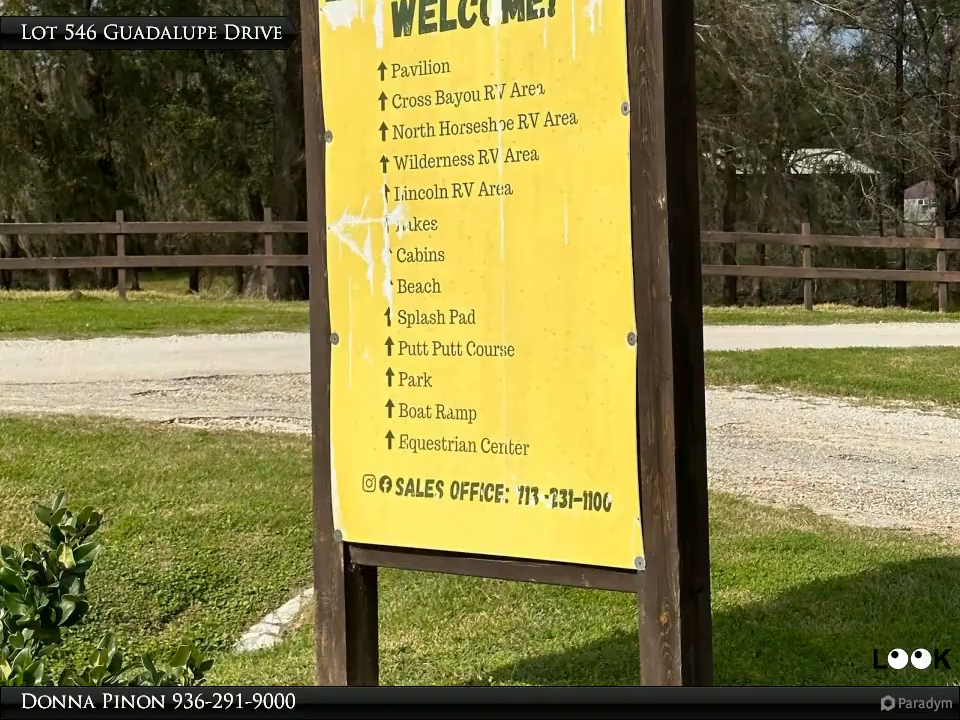 Lot 546 Guadalupe Drive
WELCOME!
Pavilion
Cross Bayou RV Area
North Horseshoe RV Area
Wilderness RV Area
Lincoln RV Area
Cabins
Beach
Splash Pad
Putt Putt Course
Park
Boat Ramp
Equestrian Center
SALES OFFICE: 713-231-1100
LOOK
Donna Pinon 936-291-9000
Paradym